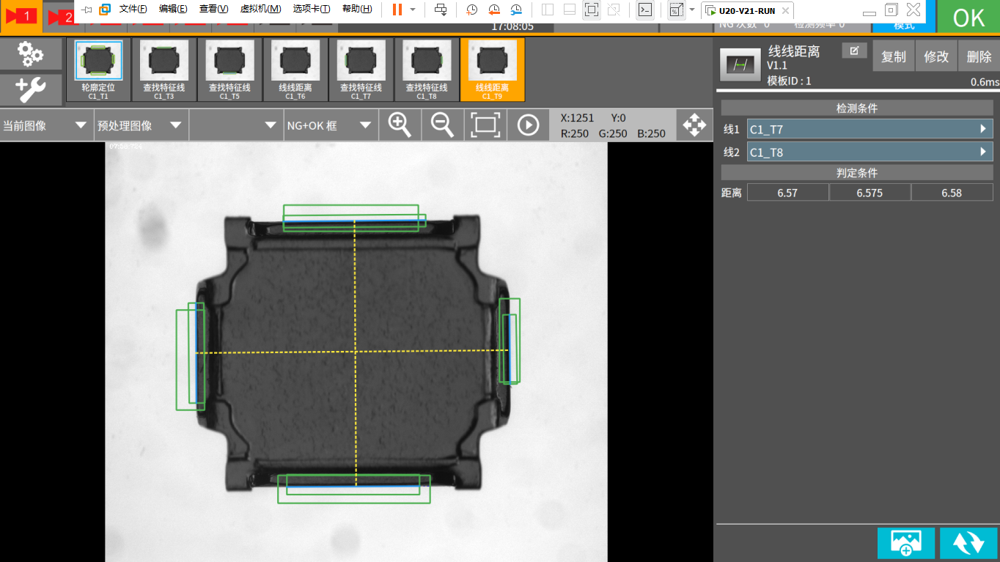 1
2
文件(F) 编辑(E) 查看(V) 虚拟机(M) 选项卡(T) 帮助(H)
U20-V21-RUN
17:08:05
NG 次数 0 检测频率 0
模式
OK
轮廓定位
C1_T1
查找特征线
C1_T3
查找特征线
C1_T5
线线距离
C1_T6
查找特征线
C1_T7
查找特征线
C1_T8
线线距离
C1_T9
线线距离
V1.1
模板ID : 1
复制 修改 删除
0.6ms
当前图像 预处理图像 NG+OK 框
X:1251 Y:0
R:250 G:250 B:250
检测条件
线1 C1_T7
线2 C1_T8
判定条件
距离 6.57 6.575 6.58